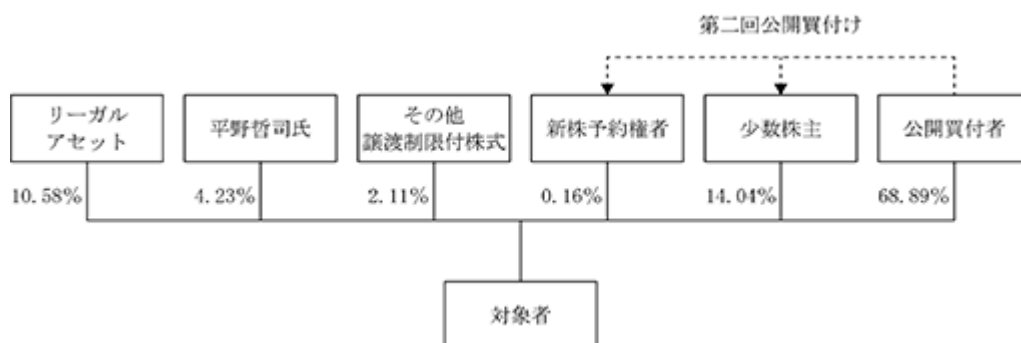 第二回公開買付け
リーガル
アセット
平野哲司氏
その他
譲渡制限付株式
新株予約権者
少数株主
公開買付者
10.58%
4.23%
2.11%
0.16%
14.04%
68.89%
対象者